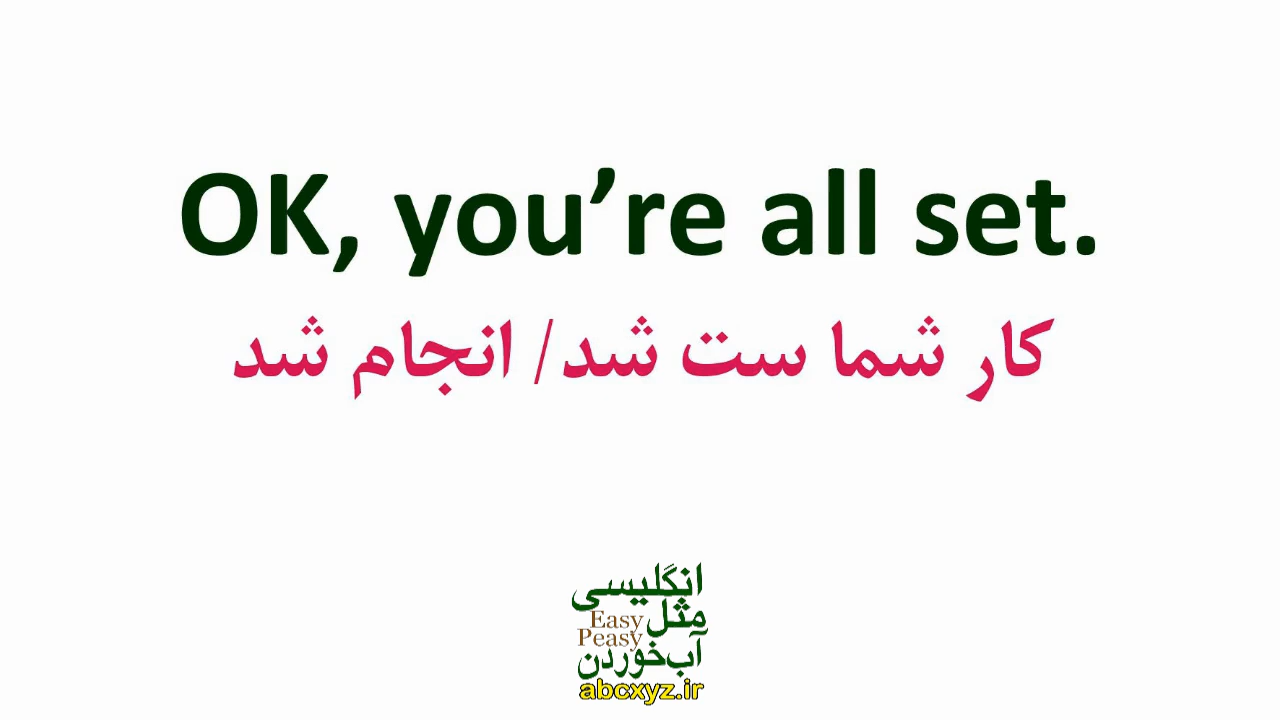 OK, you’re all set.
کار شما ست شد/ انجام شد
انگلیسی
مثل Easy
Peasy
آب‌خوردن
abcxyz.ir